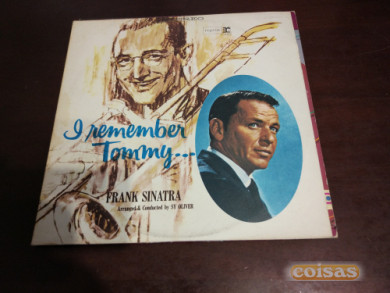 I remember
Tommy...
FRANK SINATRA
Arranged & Conducted by SY OLIVER
coisas